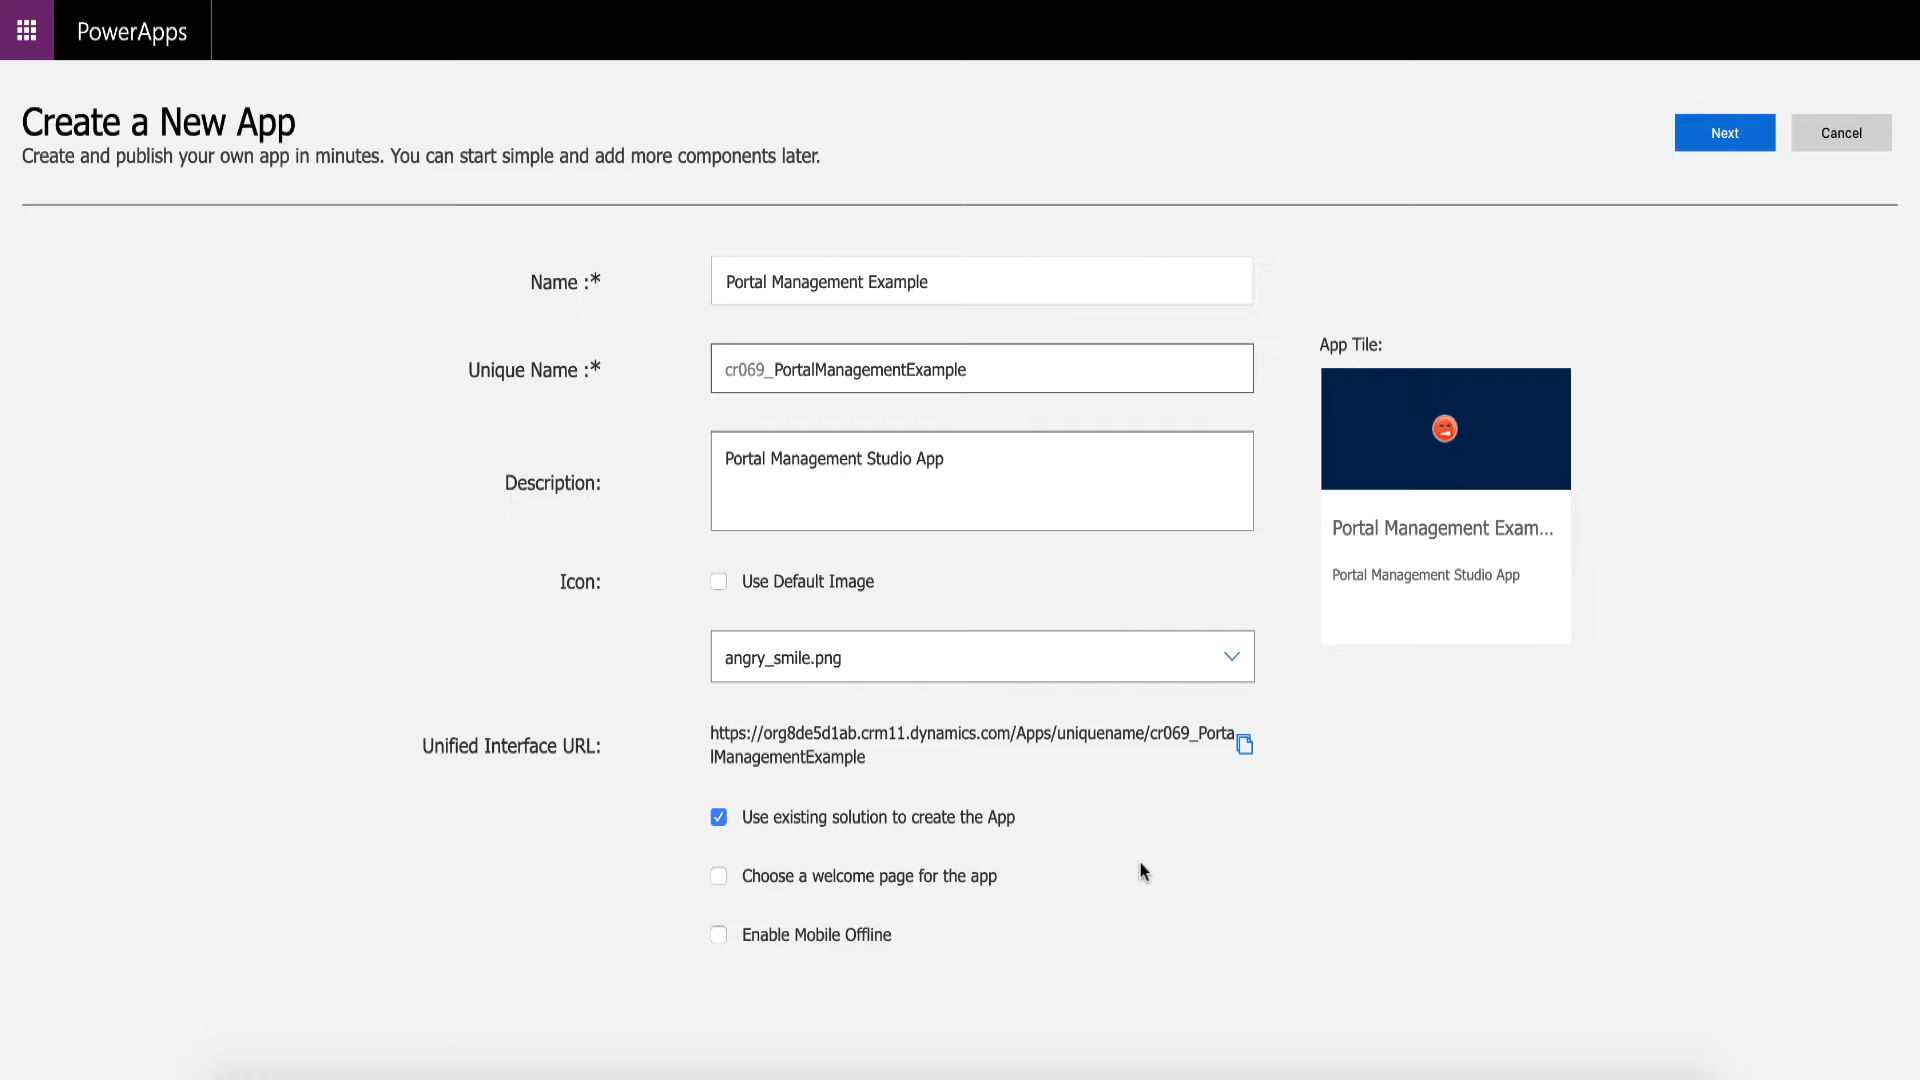 PowerApps
Create a New App
Create and publish your own app in minutes. You can start simple and add more components later.
Next
Cancel
Name :*
Portal Management Example
Unique Name :*
cr069_PortalManagementExample
Description:
Portal Management Studio App
Icon:
Use Default Image
angry_smile.png
Unified Interface URL:
https://org8de5d1ab.crm11.dynamics.com/Apps/uniquename/cr069_Porta
lManagementExample
Use existing solution to create the App
Choose a welcome page for the app
Enable Mobile Offline
App Tile:
Portal Management Exam...
Portal Management Studio App